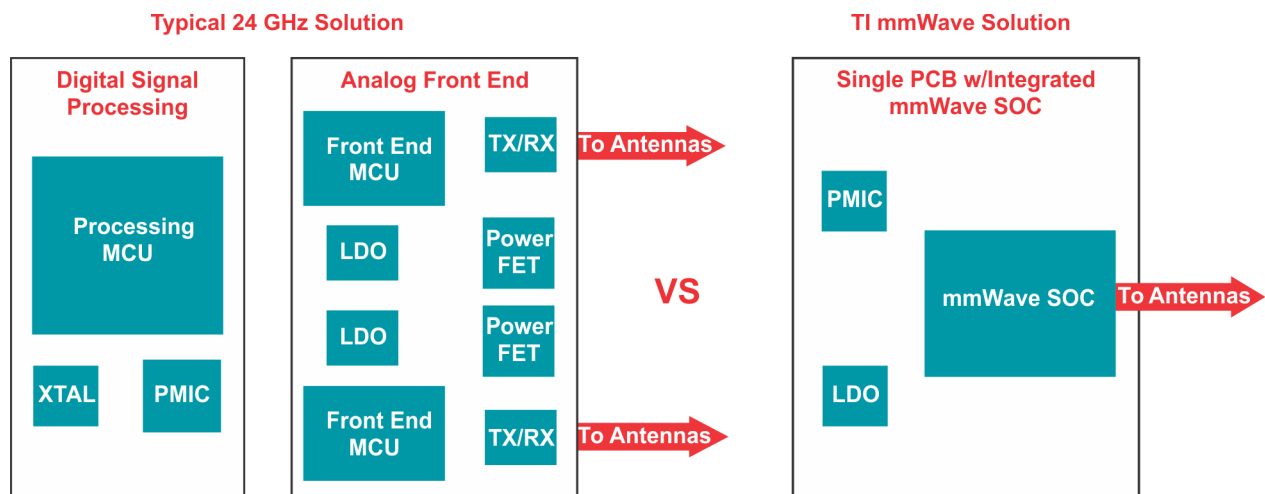 Typical 24 GHz Solution
Digital Signal
Processing
Processing
MCU
XTAL
PMIC
Analog Front End
Front End
MCU
TX/RX
To Antennas
LDO
Power
FET
LDO
Power
FET
Front End
MCU
TX/RX
To Antennas
VS
TI mmWave Solution
Single PCB w/Integrated
mmWave SOC
PMIC
mmWave SOC
To Antennas
LDO